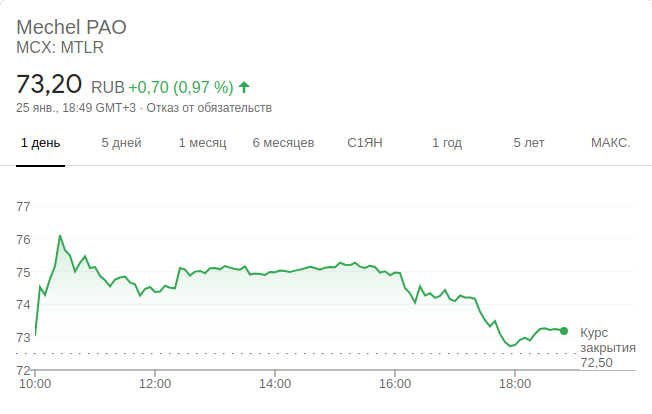 Mechel PAO
MCX: MTLR
73,20 RUB +0,70 (0,97 %)
25 янв., 18:49 GMT+3 · Отказ от обязательств
1 день 5 дней 1 месяц 6 месяцев С1ЯН 1 год 5 лет МАКС.
77
76
75
74
73
72
Курс
закрытия
72,50
10:00 12:00 14:00 16:00 18:00